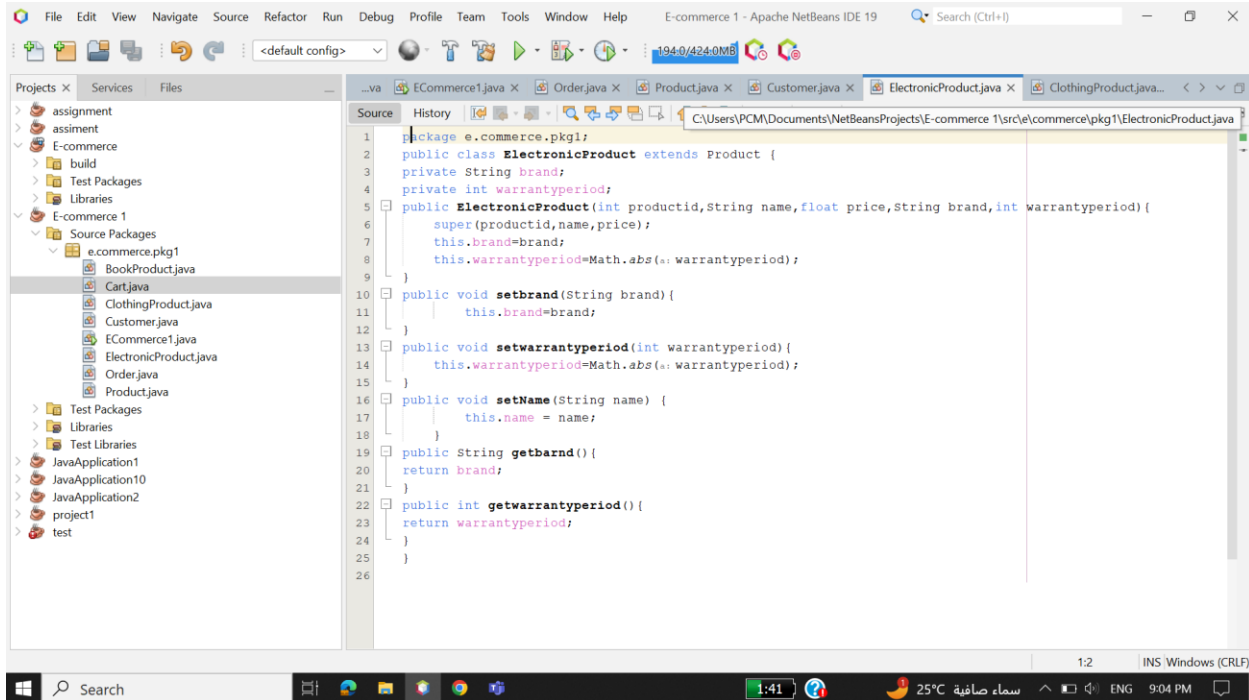 File Edit View Navigate Source Refactor Run Debug Profile Team Tools Window Help E-commerce 1 - Apache NetBeans IDE 19 Search (Ctrl+I)
<default config> 194.0/424.0MB
Projects Services Files
...va ECommerce1.java Order.java Product.java Customer.java ElectronicProduct.java ClothingProduct.java...
Source History
C:\Users\PCM\Documents\NetBeansProjects\E-commerce 1\src\e\commerce\pkg1\ElectronicProduct.java
assignment
assiment
E-commerce
build
Test Packages
Libraries
E-commerce 1
Source Packages
e.commerce.pkg1
BookProduct.java
Cart.java
ClothingProduct.java
Customer.java
ECommerce1.java
ElectronicProduct.java
Order.java
Product.java
Test Packages
Libraries
Test Libraries
JavaApplication1
JavaApplication10
JavaApplication2
project1
test
1 package e.commerce.pkg1;
2 public class ElectronicProduct extends Product {
3 private String brand;
4 private int warrantyperiod;
5 public ElectronicProduct(int productid,String name,float price,String brand,int warrantyperiod){
6 super(productid,name,price);
7 this.brand=brand;
8 this.warrantyperiod=Math.abs(a: warrantyperiod);
9 }
10 public void setbrand(String brand){
11 this.brand=brand;
12 }
13 public void setwarrantyperiod(int warrantyperiod){
14 this.warrantyperiod=Math.abs(a: warrantyperiod);
15 }
16 public void setName(String name) {
17 this.name = name;
18 }
19 public String getbarnd(){
20 return brand;
21 }
22 public int getwarrantyperiod(){
23 return warrantyperiod;
24 }
25 }
26
1:2 INS Windows (CRLF)
Search 1:41 25°C سماء صافية ENG 9:04 PM